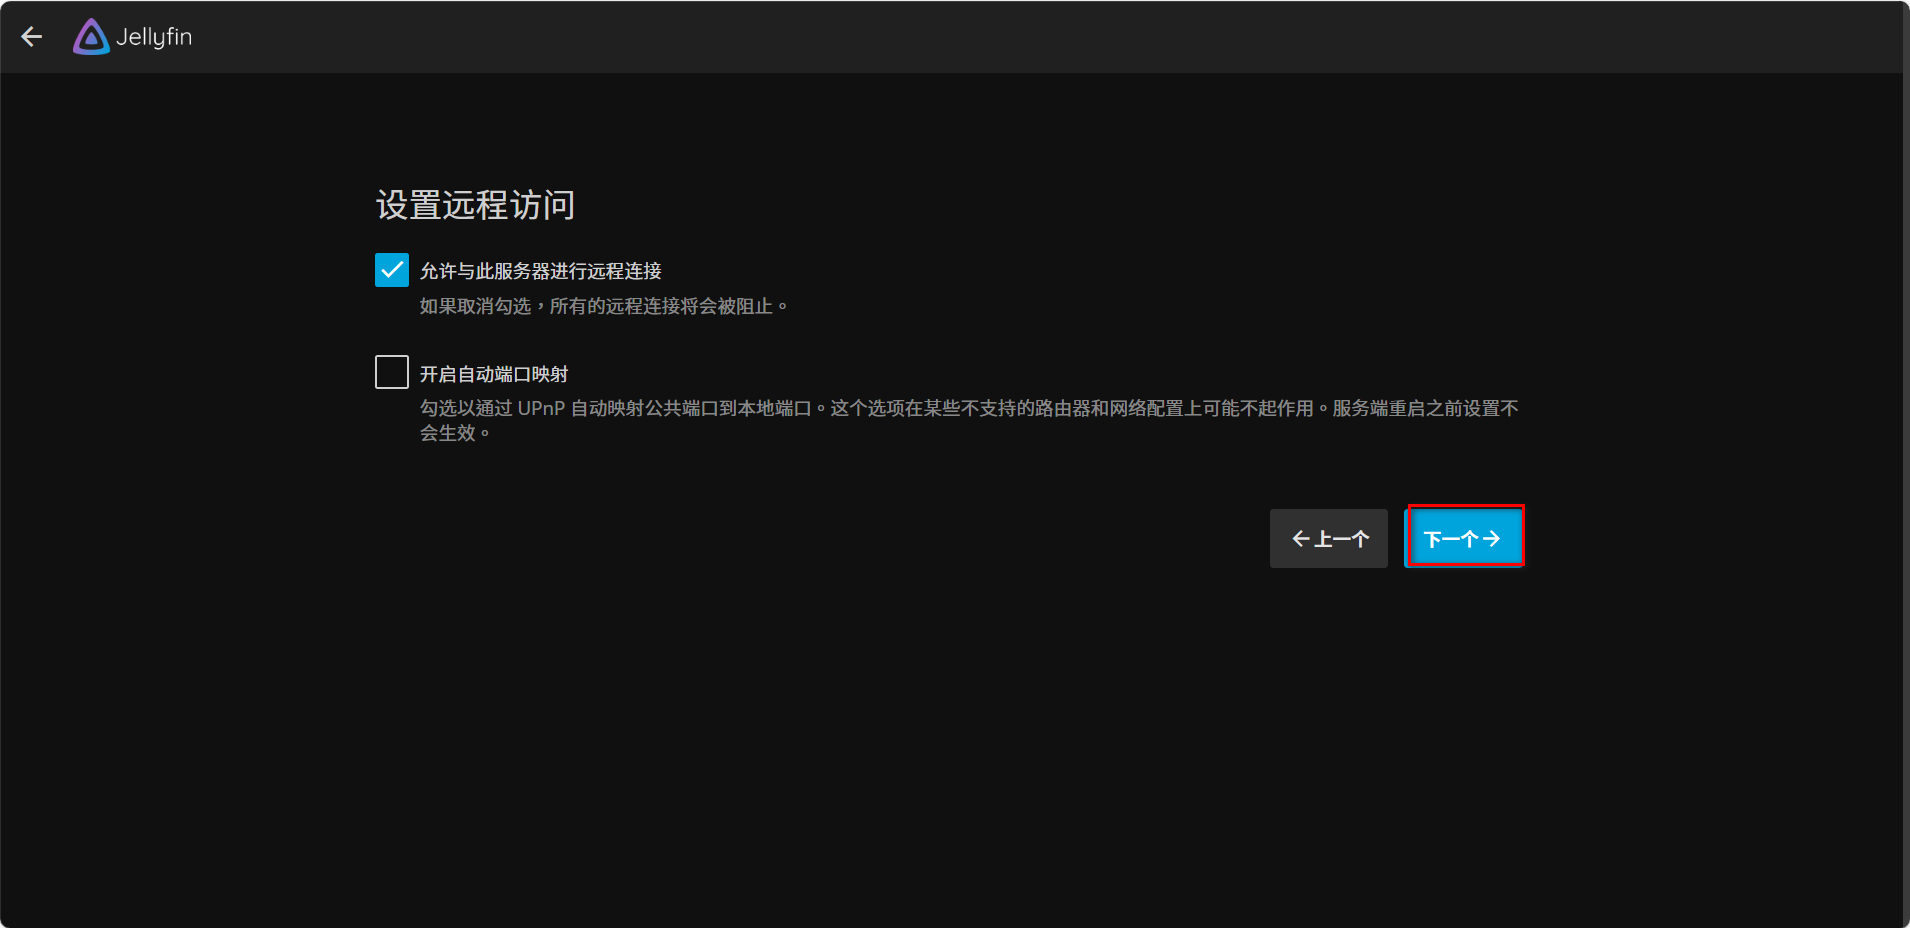 Jellyfin
设置远程访问
允许与此服务器进行远程连接
如果取消勾选，所有的远程连接将会被阻止。
开启自动端口映射
勾选以通过 UPnP 自动映射公共端口到本地端口。这个选项在某些不支持的路由器和网络配置上可能不起作用。服务端重启之前设置不
会生效。
上一个
下一个